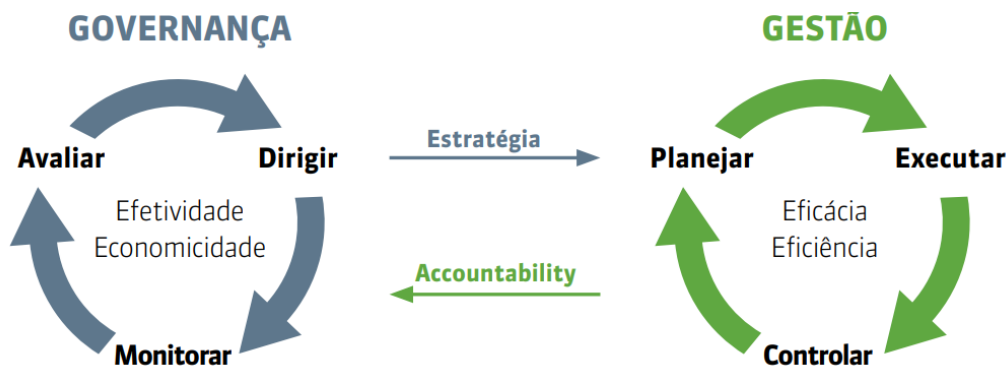 GOVERNANÇA
GESTÃO
Avaliar
Dirigir
Estratégia
Planejar
Executar
Efetividade
Economicidade
Eficácia
Eficiência
Accountability
Monitorar
Controlar